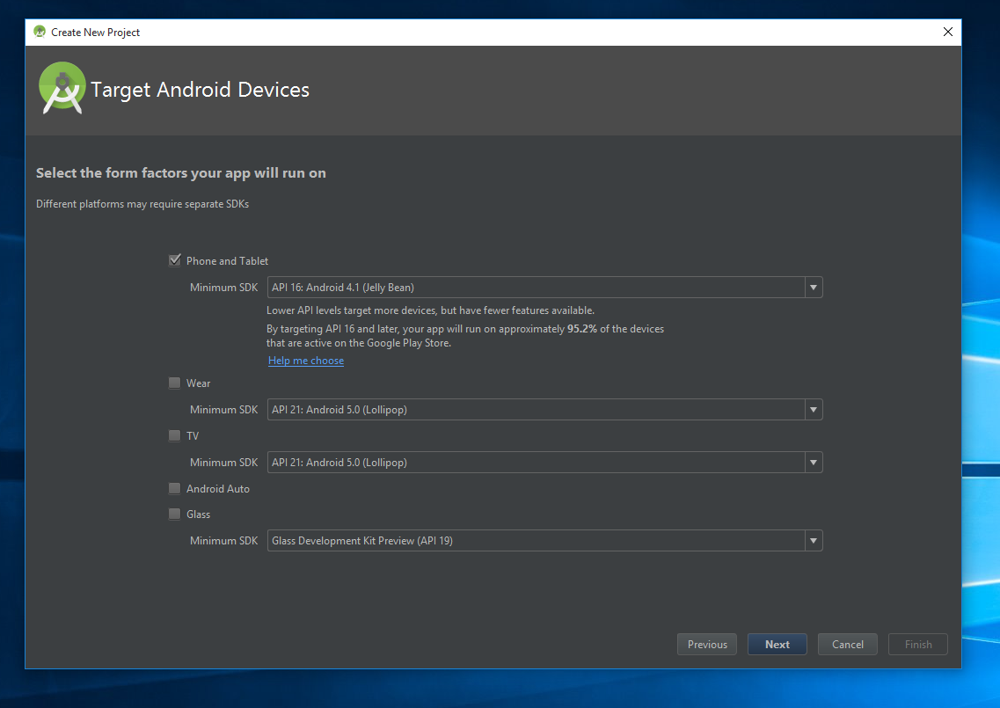 Create New Project
Target Android Devices
Select the form factors your app will run on
Different platforms may require separate SDKs
Phone and Tablet
Minimum SDK API 16: Android 4.1 (Jelly Bean)
Lower API levels target more devices, but have fewer features available.
By targeting API 16 and later, your app will run on approximately 95.2% of the devices
that are active on the Google Play Store.
Help me choose
Wear
Minimum SDK API 21: Android 5.0 (Lollipop)
TV
Minimum SDK API 21: Android 5.0 (Lollipop)
Android Auto
Glass
Minimum SDK Glass Development Kit Preview (API 19)
Previous Next Cancel Finish